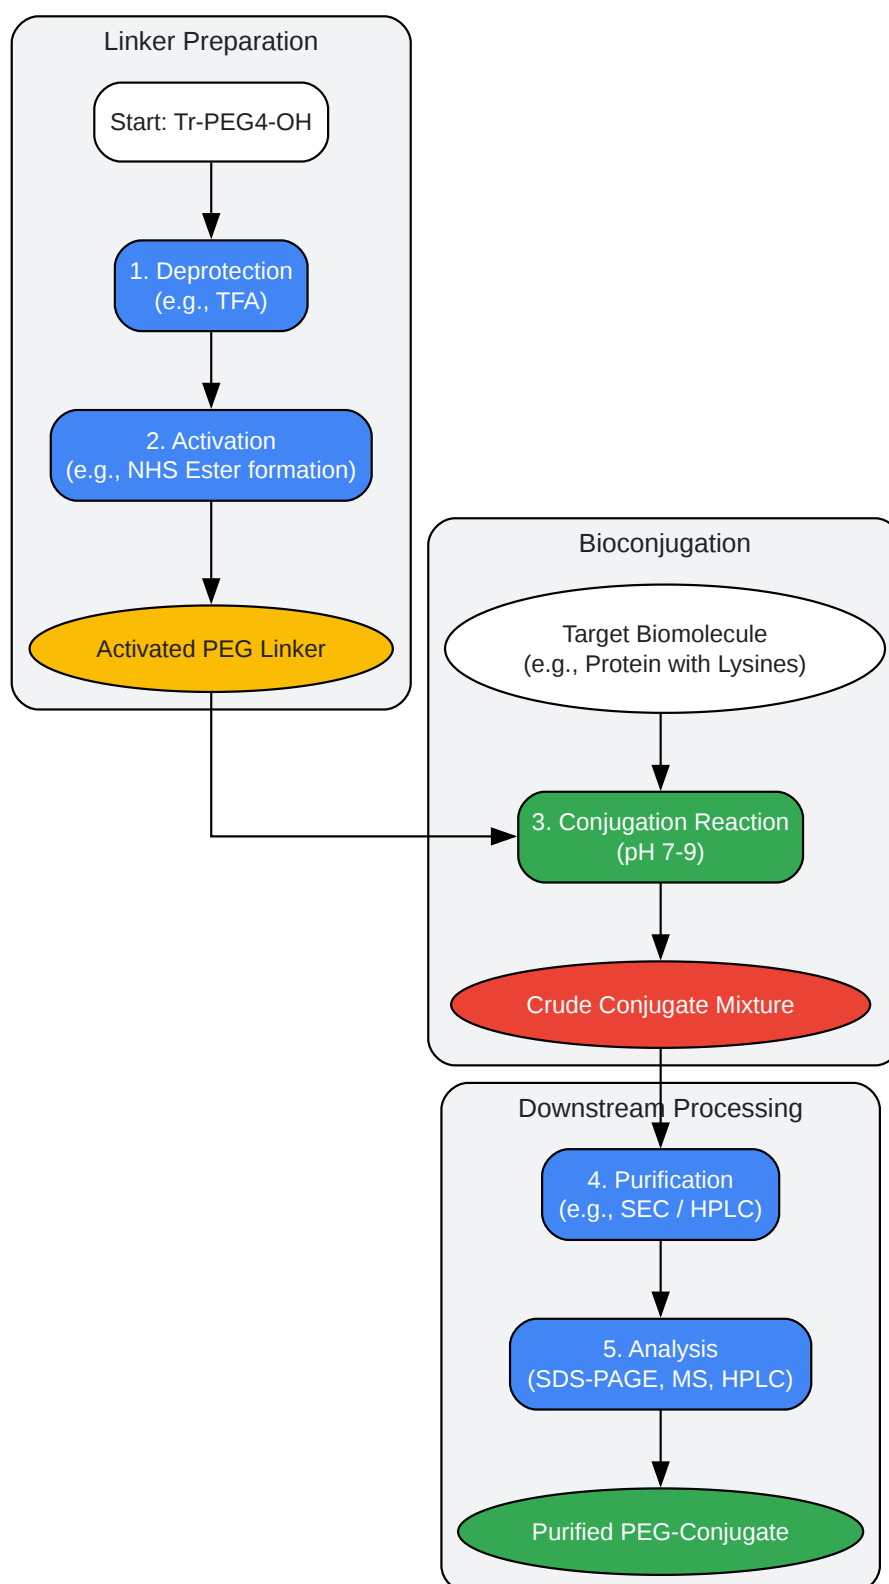 Linker Preparation
Start: Tr-PEG4-OH
1. Deprotection
(e.g., TFA)
2. Activation
(e.g., NHS Ester formation)
Activated PEG Linker
Bioconjugation
Target Biomolecule
(e.g., Protein with Lysines)
3. Conjugation Reaction
(pH 7-9)
Crude Conjugate Mixture
Downstream Processing
4. Purification
(e.g., SEC / HPLC)
5. Analysis
(SDS-PAGE, MS, HPLC)
Purified PEG-Conjugate